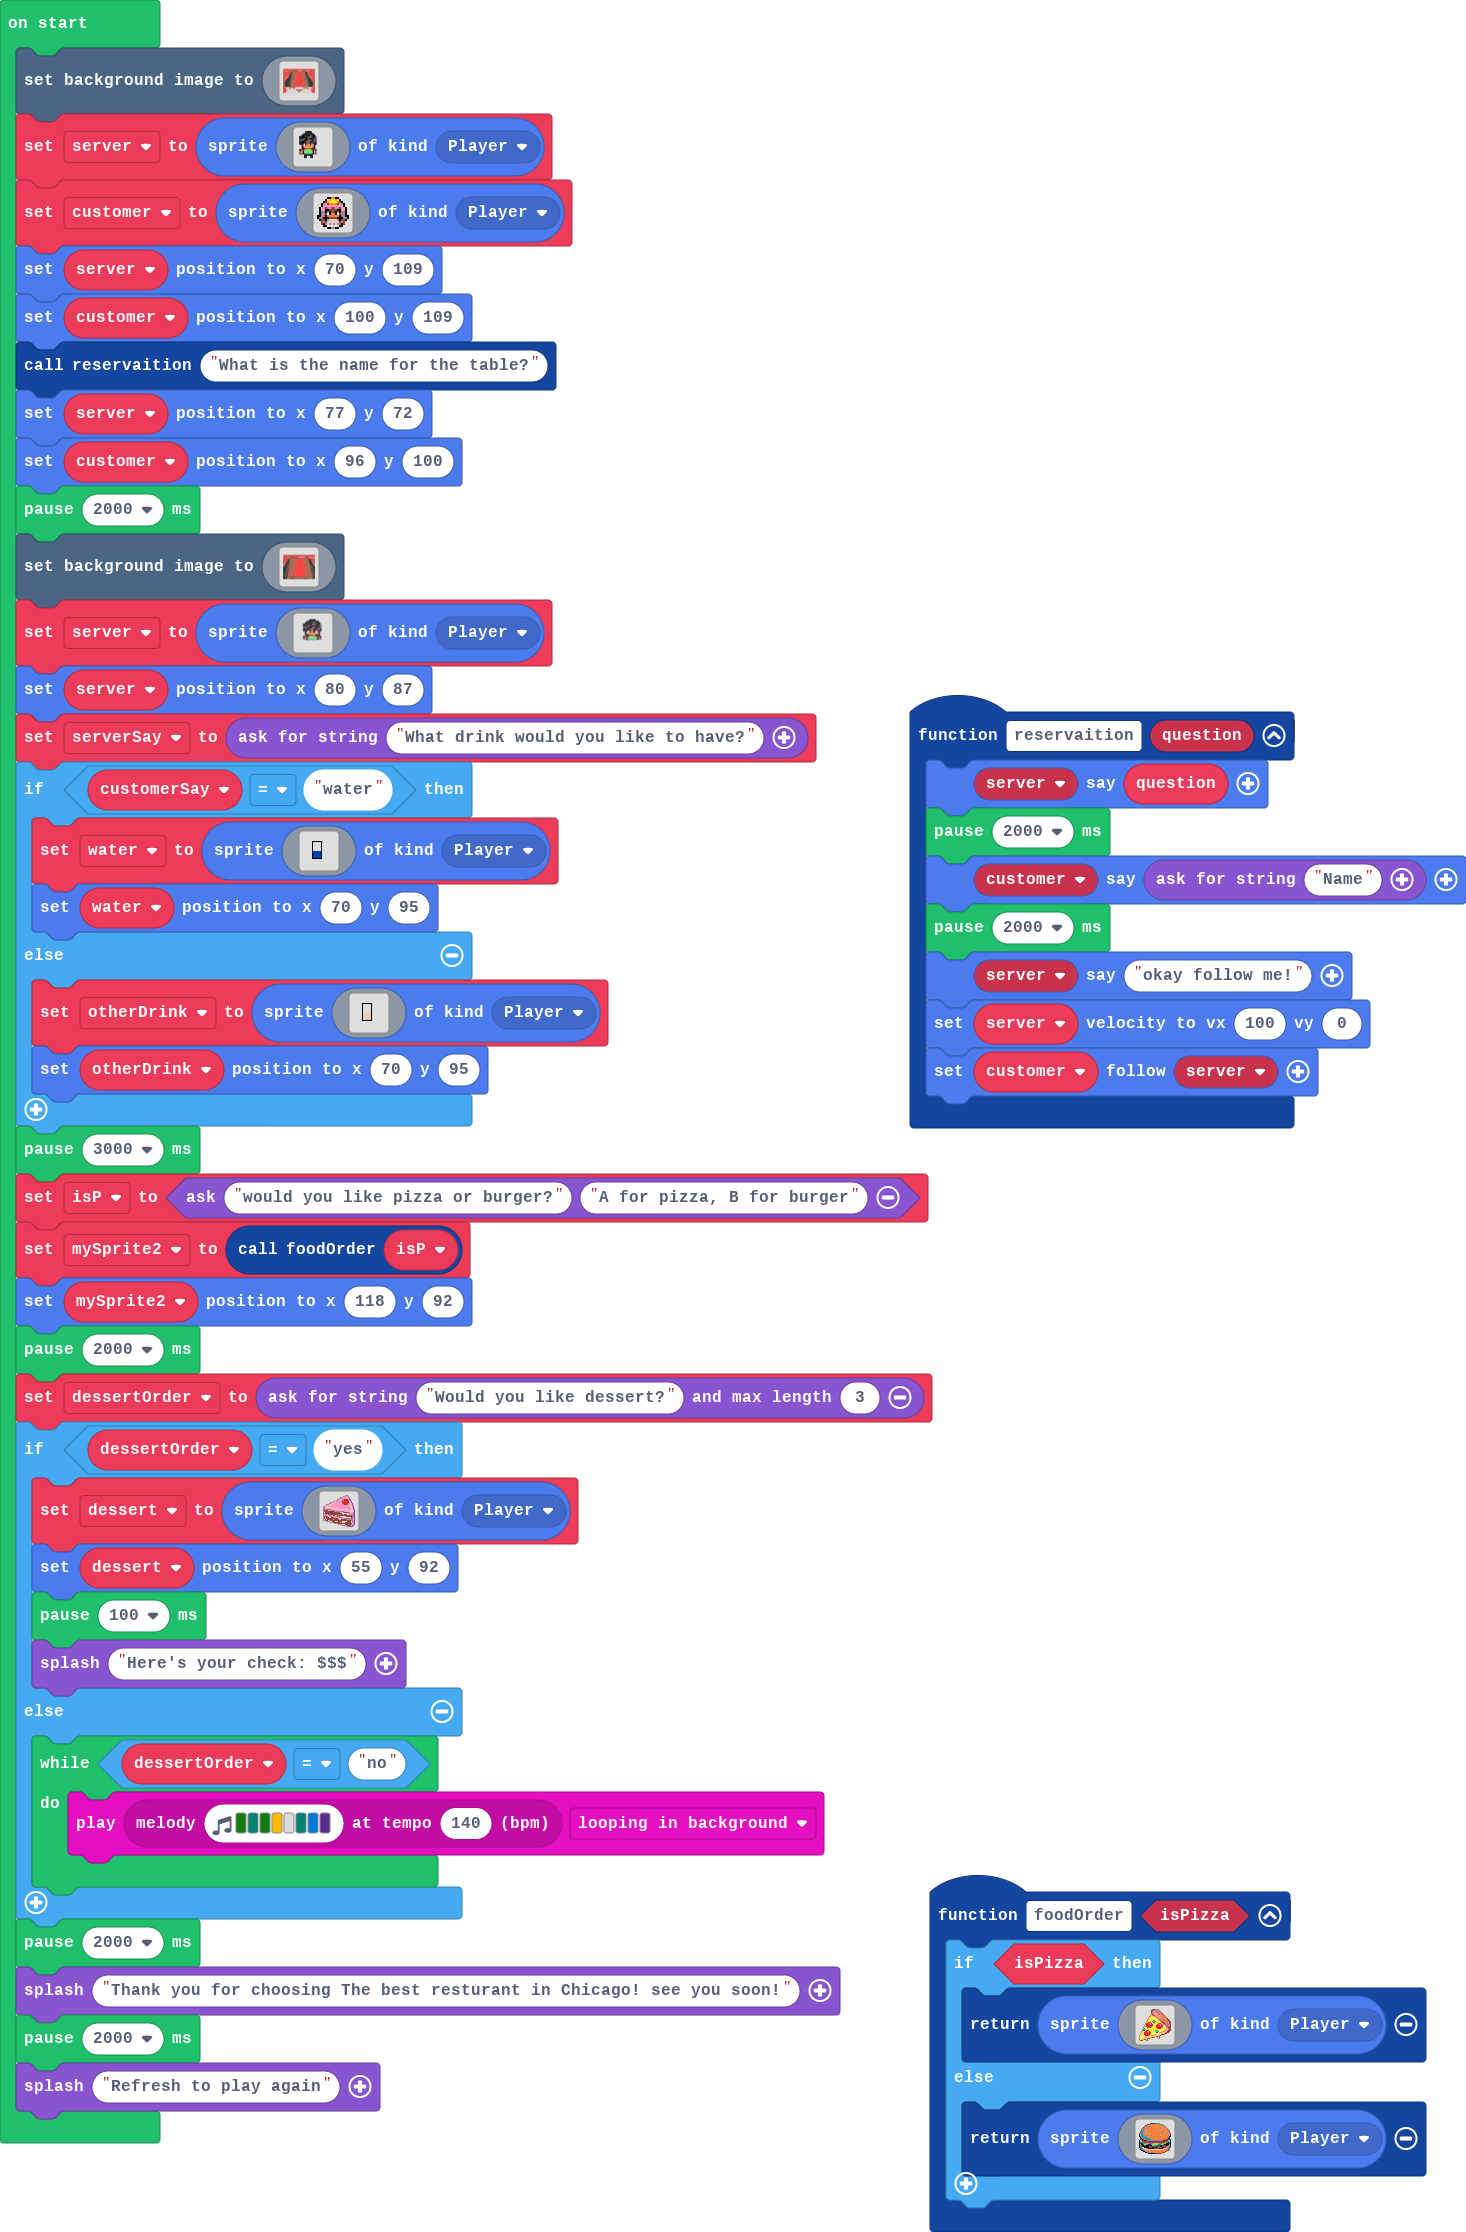 on start
set background image to
set server to sprite of kind Player
set customer to sprite of kind Player
set server position to x 70 y 109
set customer position to x 100 y 109
call reservaition "What is the name for the table?"
set server position to x 77 y 72
set customer position to x 96 y 100
pause 2000 ms
set background image to
set server to sprite of kind Player
set server position to x 80 y 87
set serverSay to ask for string "What drink would you like to have?"
if customerSay = "water" then
set water to sprite of kind Player
set water position to x 70 y 95
else
set otherDrink to sprite of kind Player
set otherDrink position to x 70 y 95
pause 3000 ms
set isP to ask "would you like pizza or burger?" "A for pizza, B for burger"
set mySprite2 to call foodOrder isP
set mySprite2 position to x 118 y 92
pause 2000 ms
set dessertOrder to ask for string "Would you like dessert?" and max length 3
if dessertOrder = "yes" then
set dessert to sprite of kind Player
set dessert position to x 55 y 92
pause 100 ms
splash "Here's your check: $$$"
else
while dessertOrder = "no"
do
play melody at tempo 140 (bpm) looping in background
pause 2000 ms
splash "Thank you for choosing The best resturant in Chicago! see you soon!"
pause 2000 ms
splash "Refresh to play again"
function reservaition question
server say question
pause 2000 ms
customer say ask for string "Name"
pause 2000 ms
server say "okay follow me!"
set server velocity to vx 100 vy 0
set customer follow server
function foodOrder isPizza
if isPizza then
return sprite of kind Player
else
return sprite of kind Player